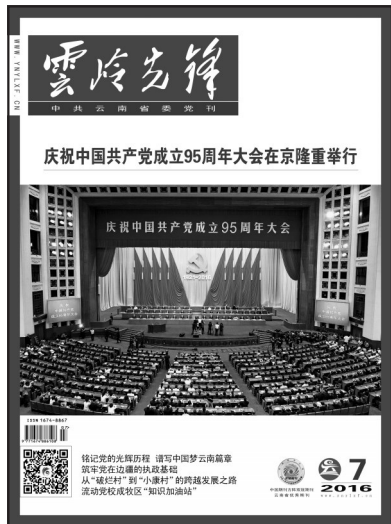 WWW.YNYLXF.CN
雲岭先锋
中共云南省委党刊
庆祝中国共产党成立95周年大会在京隆重举行
庆祝中国共产党成立95周年大会
ISSN 1674-8867
铭记党的光辉历程 谱写中国梦云南篇章
筑牢党在边疆的执政基础
从“破烂村”到“小康村”的跨越发展之路
流动党校成牧区“知识加油站”
7
2016